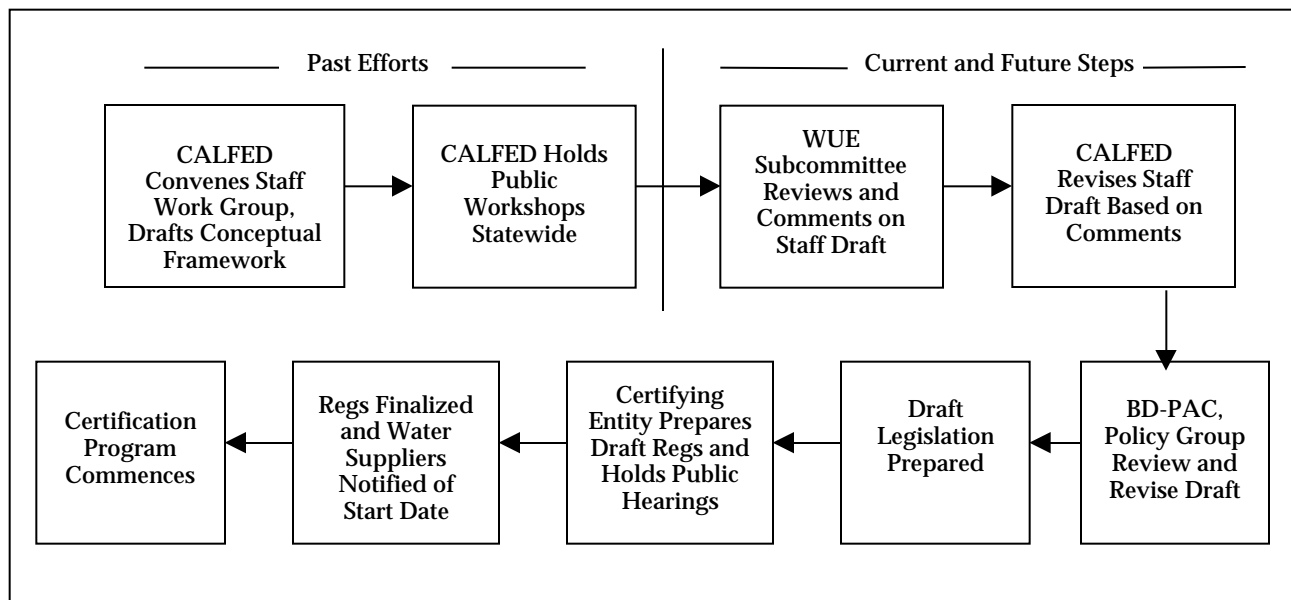 Past Efforts
Current and Future Steps
CALFED
Convenes Staff
Work Group,
Drafts Conceptual
Framework
CALFED Holds
Public
Workshops
Statewide
WUE
Subcommittee
Reviews and
Comments on
Staff Draft
CALFED
Revises Staff
Draft Based on
Comments
BD-PAC,
Policy Group
Review and
Revise Draft
Draft
Legislation
Prepared
Certifying
Entity Prepares
Draft Regs and
Holds Public
Hearings
Regs Finalized
and Water
Suppliers
Notified of
Start Date
Certification
Program
Commences